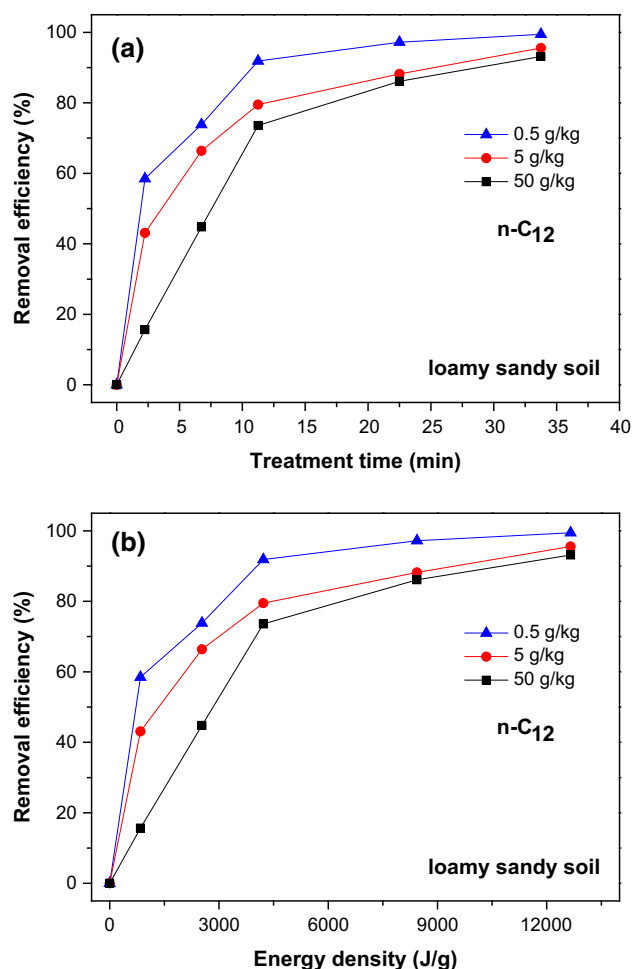 (a)
100
80
60
40
20
0
Removal efficiency (%)
0.5 g/kg
5 g/kg
50 g/kg
n-C12
loamy sandy soil
0 5 10 15 20 25 30 35 40
Treatment time (min)
(b)
100
80
60
40
20
0
Removal efficiency (%)
0.5 g/kg
5 g/kg
50 g/kg
n-C12
loamy sandy soil
0 3000 6000 9000 12000
Energy density (J/g)